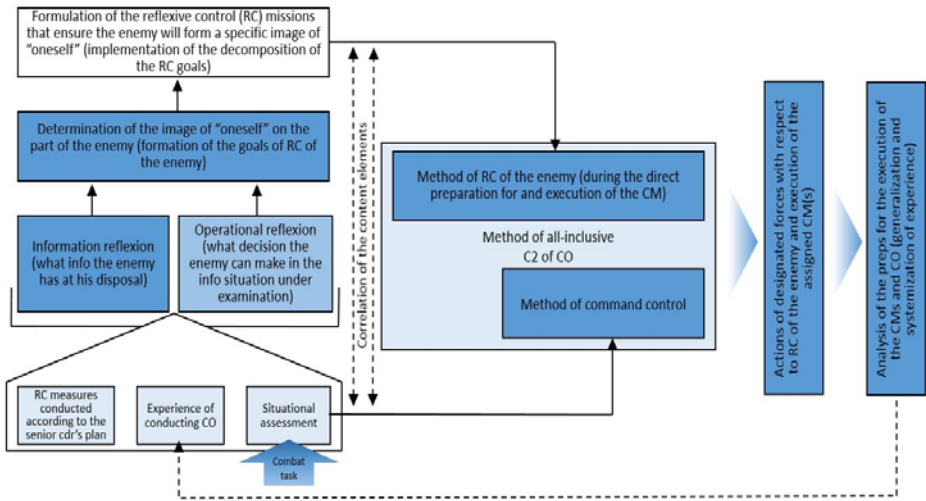 Formulation of the reflexive control (RC) missions
that ensure the enemy will form a specific image of
"oneself" (implementation of the decomposition of
the RC goals)
Determination of the image of "oneself" on the
part of the enemy (formation of the goals of RC of
the enemy)
Information reflexion
(what info the enemy
has at his disposal)
Operational reflexion
(what decision the
enemy can make in the
info situation under
examination)
RC measures
conducted
according to the
senior cdr's plan
Experience of
conducting CO
Situational
assessment
Combat
task
Correlation of the content elements
Method of RC of the enemy (during the direct
preparation for and execution of the CM)
Method of all-inclusive
C2 of CO
Method of command control
Actions of designated forces with respect
to RC of the enemy and execution of the
assigned CM(s)
Analysis of the preps for the execution of
the CMs and CO (generalization and
systemization of experience)